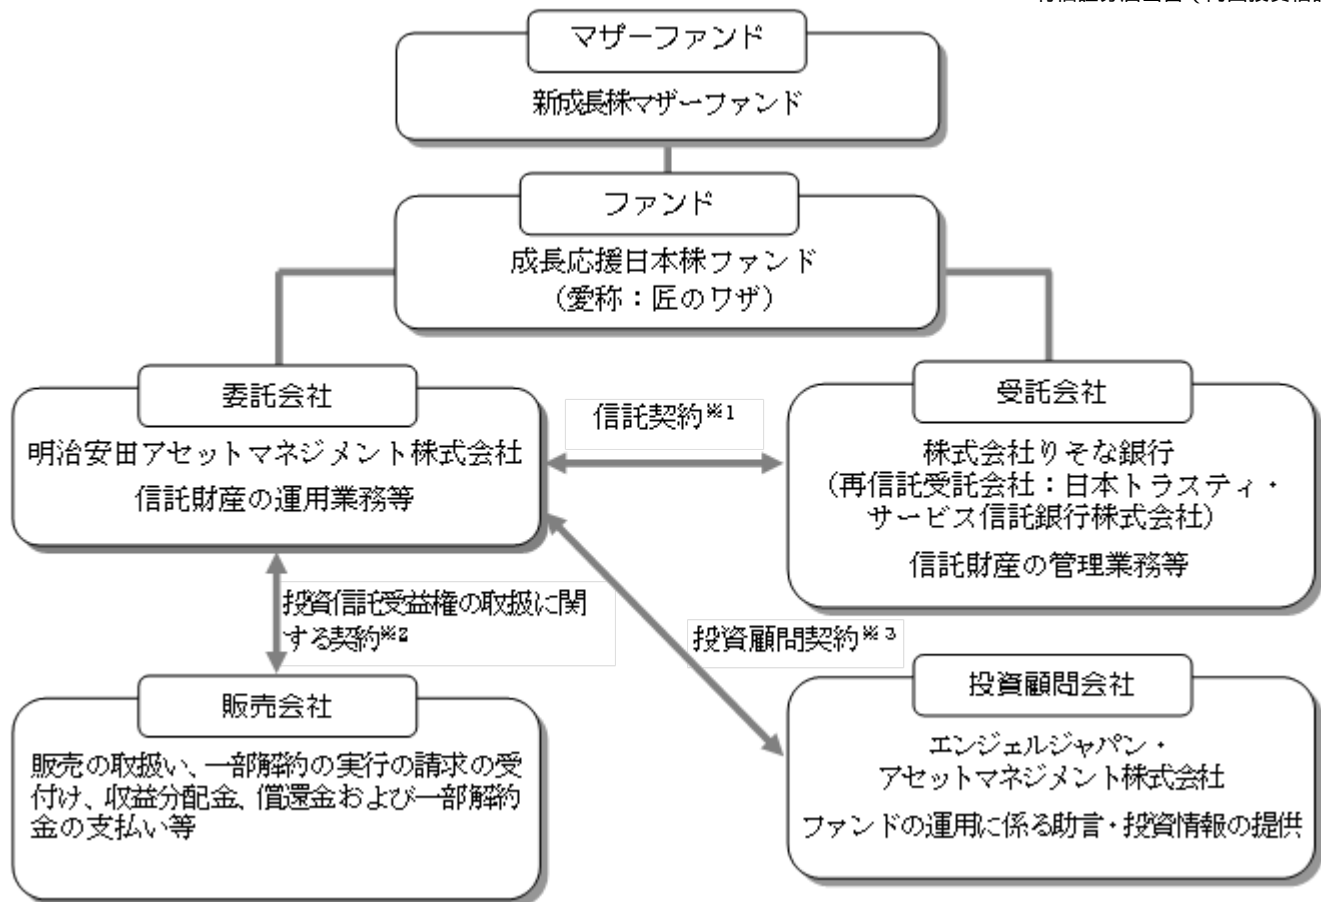 マザーファンド
新成長株マザーファンド
ファンド
成長応援日本株ファンド
（愛称：匠のワザ）
委託会社
明治安田アセットマネジメント株式会社
信託財産の運用業務等
信託契約※1
受託会社
株式会社りそな銀行
（再信託受託会社：日本トラスティ・
サービス信託銀行株式会社）
信託財産の管理業務等
投資信託受益権の取扱に関
する契約※2
投資顧問契約※3
販売会社
販売の取扱い、一部解約の実行の請求の受
付け、収益分配金、償還金および一部解約
金の支払い等
投資顧問会社
エンジェルジャパン・
アセットマネジメント株式会社
ファンドの運用に係る助言・投資情報の提供